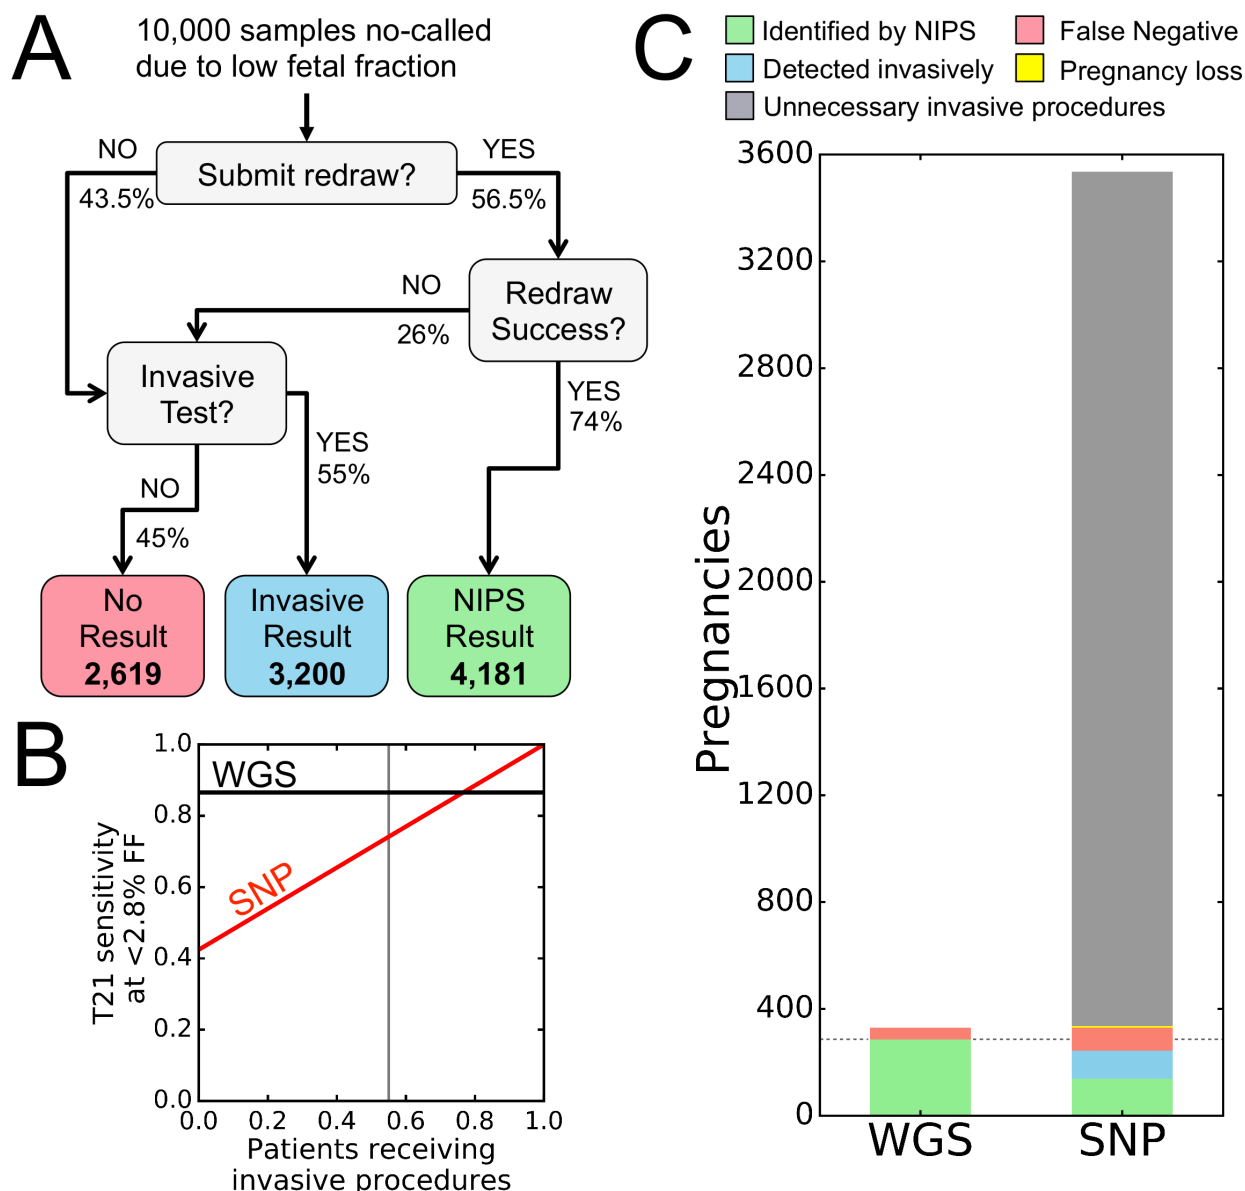 A
10,000 samples no-called
due to low fetal fraction
NO
YES
Submit redraw?
43.5%
56.5%
NO
Redraw
Success?
26%
Invasive
Test?
YES
74%
YES
55%
NO
45%
No
Result
2,619
Invasive
Result
3,200
NIPS
Result
4,181
B
1.0
0.8
0.6
0.4
0.2
0.0
T21 sensitivity
at <2.8% FF
WGS
SNP
0.0 0.2 0.4 0.6 0.8 1.0
Patients receiving
invasive procedures
C
Identified by NIPS
False Negative
Detected invasively
Pregnancy loss
Unnecessary invasive procedures
3600
3200
2800
2400
2000
1600
1200
800
400
0
Pregnancies
WGS
SNP